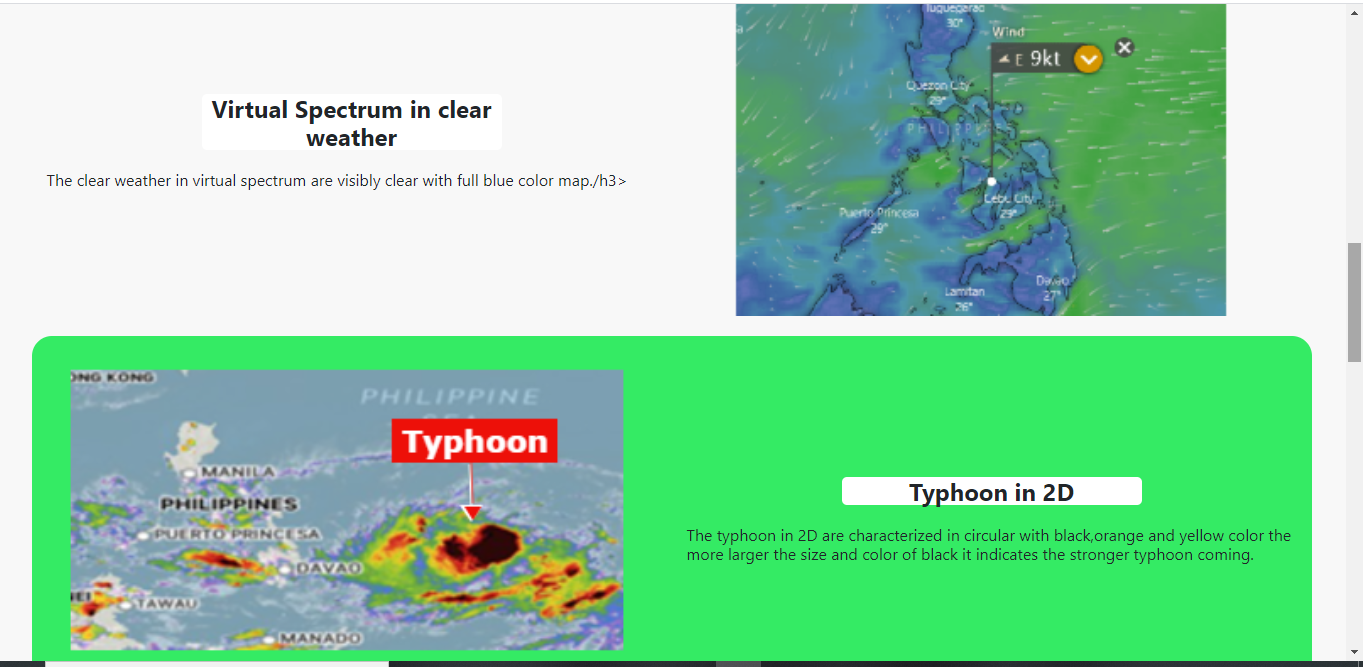 Tuguegarao
30°
Wind
E 9kt
Virtual Spectrum in clear
weather
Quezon City
29°
PHILIPPINES
The clear weather in virtual spectrum are visibly clear with full blue color map./h3>
Cebu City
29°
Puerto Princesa
29°
Davao
27°
Lamitan
26°
ONG KONG
PHILIPPINE
SEA
Typhoon
MANILA
PHILIPPINES
PUERTO PRINCESA
DAVAO
TAWAU
MANADO
Typhoon in 2D
The typhoon in 2D are characterized in circular with black,orange and yellow color the
more larger the size and color of black it indicates the stronger typhoon coming.